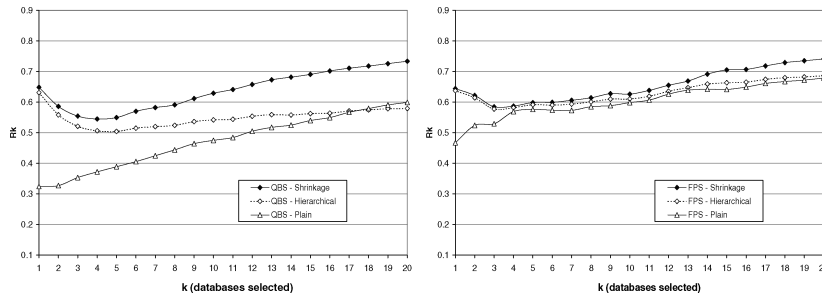 0.9
0.8
0.7
0.6
0.5
0.4
0.3
0.2
0.1
Rk
QBS - Shrinkage
QBS - Hierarchical
QBS - Plain
1 2 3 4 5 6 7 8 9 10 11 12 13 14 15 16 17 18 19 20
k (databases selected)
0.9
0.8
0.7
0.6
0.5
0.4
0.3
0.2
0.1
Rk
FPS - Shrinkage
FPS - Hierarchical
FPS - Plain
1 2 3 4 5 6 7 8 9 10 11 12 13 14 15 16 17 18 19
k (databases selected)